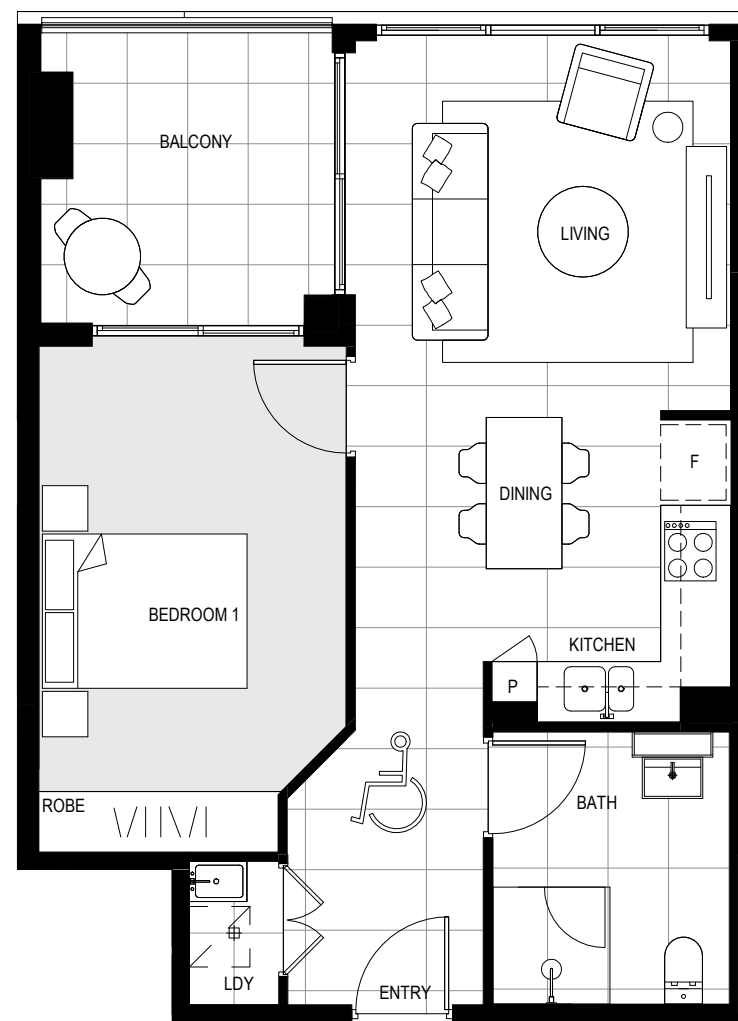 BALCONY
LIVING
F
DINING
BEDROOM 1
KITCHEN
P
ROBE
BATH
LDY
ENTRY